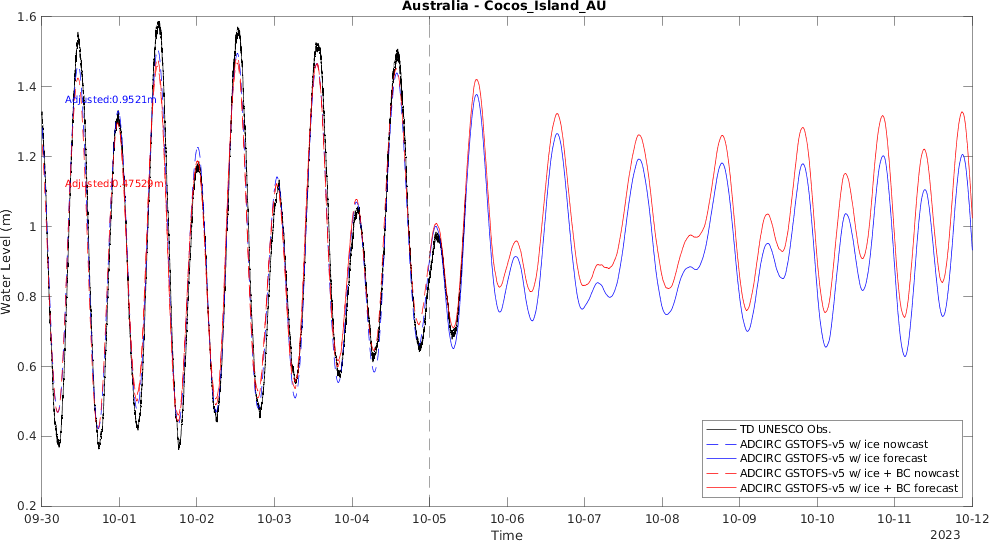 Australia - Cocos_Island_AU
Water Level (m)
1.6
1.4
1.2
1
0.8
0.6
0.4
0.2
Adjusted:0.9521m
Adjusted:0.47529m
TD UNESCO Obs.
ADCIRC GSTOFS-v5 w/ ice nowcast
ADCIRC GSTOFS-v5 w/ ice forecast
ADCIRC GSTOFS-v5 w/ ice + BC nowcast
ADCIRC GSTOFS-v5 w/ ice + BC forecast
09-30 10-01 10-02 10-03 10-04 10-05 10-06 10-07 10-08 10-09 10-10 10-11 10-12
Time
2023